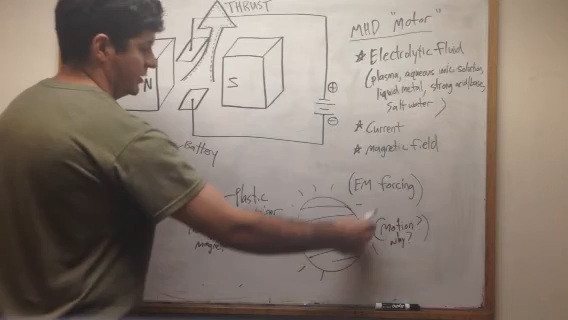 THRUST
N
S
⊕
⊖
MHD "Motor"
★ Electrolytic fluid
(plasma, aqueous ionic solution,
liquid metal, strong acid/base,
Salt water)
★ Current
★ Magnetic field
-Battery
-Plastic
(EM forcing)
(Motion?
why?)